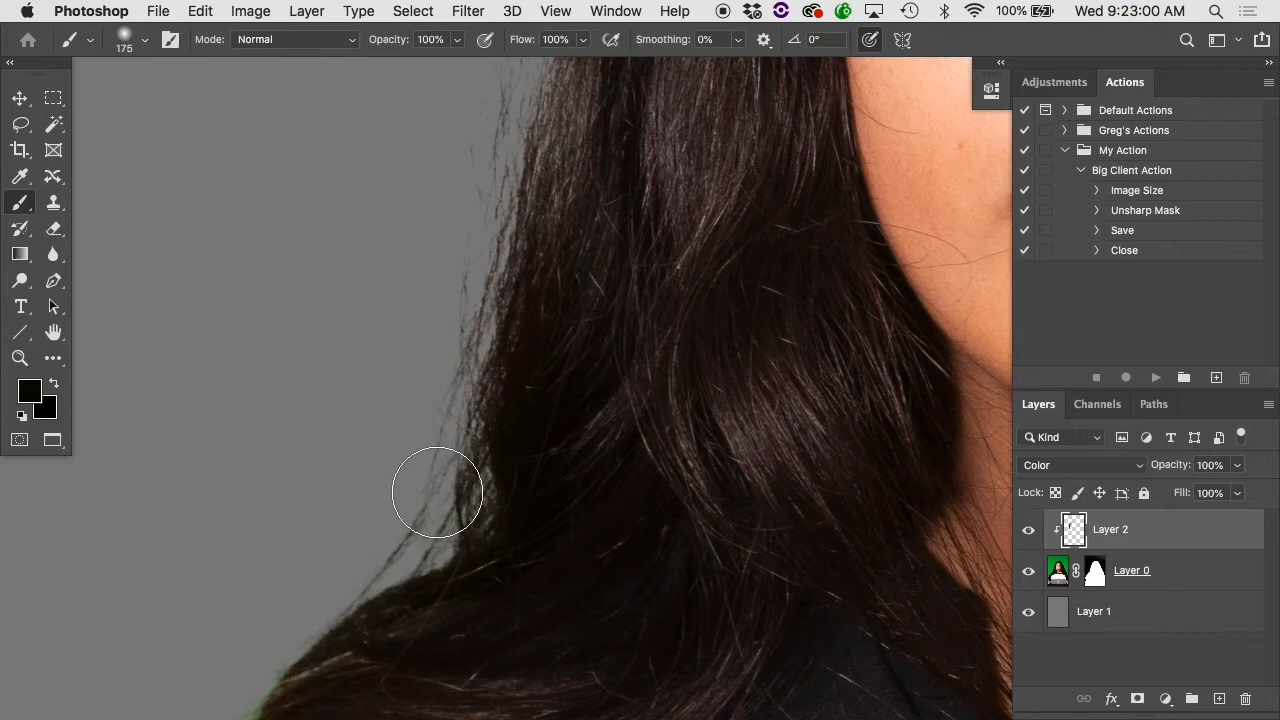 Photoshop File Edit Image Layer Type Select Filter 3D View Window Help 100% Wed 9:23:00 AM
175 Mode: Normal Opacity: 100% Flow: 100% Smoothing: 0% 0°
Adjustments Actions
Default Actions
Greg's Actions
My Action
Big Client Action
Image Size
Unsharp Mask
Save
Close
Layers Channels Paths
Kind
Color Opacity: 100%
Lock: Fill: 100%
Layer 2
Layer 0
Layer 1
fx